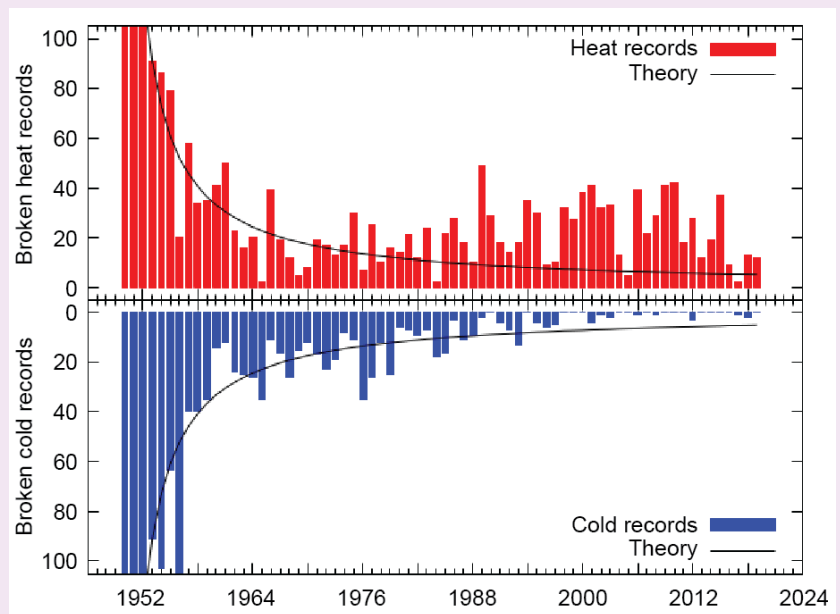 Broken heat records
100
80
60
40
20
0
Heat records
Theory
Broken cold records
0
20
40
60
80
100
Cold records
Theory
1952 1964 1976 1988 2000 2012 2024